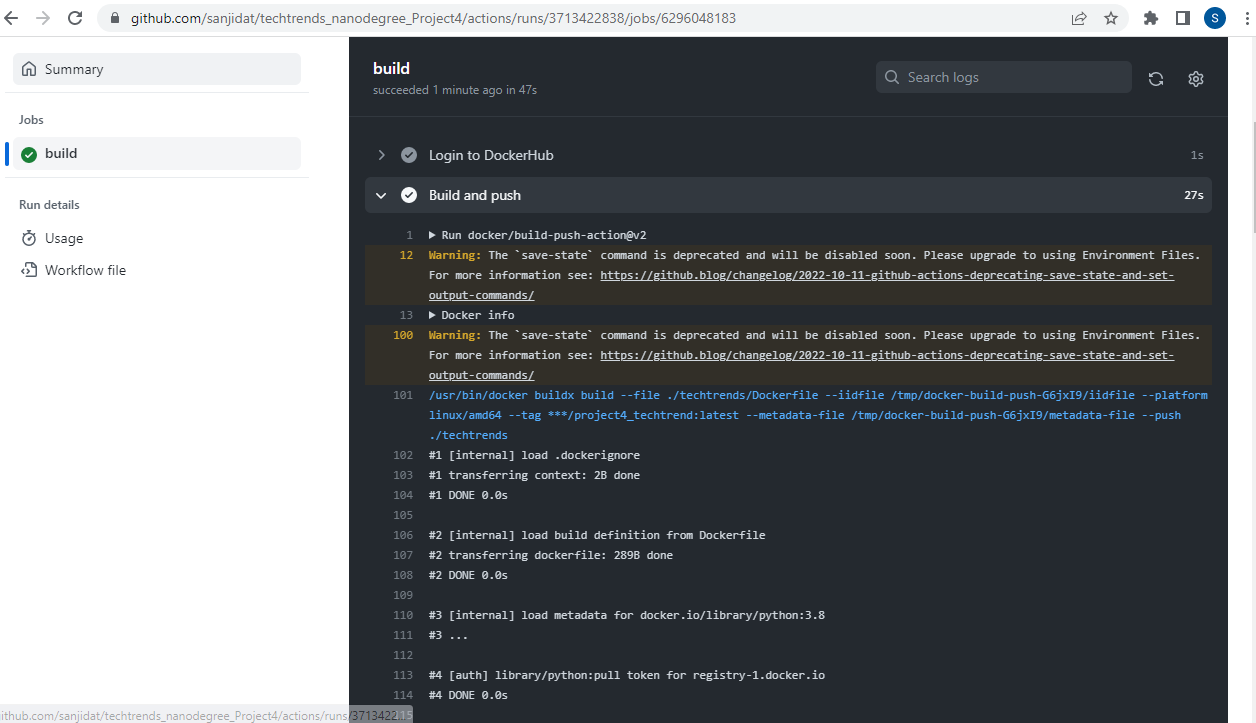 github.com/sanjidat/techtrends_nanodegree_Project4/actions/runs/3713422838/jobs/6296048183
S
Summary
Jobs
build
Run details
Usage
Workflow file
build
succeeded 1 minute ago in 47s
Search logs
Login to DockerHub 1s
Build and push 27s
1 Run docker/build-push-action@v2
12 Warning: The `save-state` command is deprecated and will be disabled soon. Please upgrade to using Environment Files.
For more information see: https://github.blog/changelog/2022-10-11-github-actions-deprecating-save-state-and-set-
output-commands/
13 Docker info
100 Warning: The `save-state` command is deprecated and will be disabled soon. Please upgrade to using Environment Files.
For more information see: https://github.blog/changelog/2022-10-11-github-actions-deprecating-save-state-and-set-
output-commands/
101 /usr/bin/docker buildx build --file ./techtrends/Dockerfile --iidfile /tmp/docker-build-push-G6jxI9/iidfile --platform
linux/amd64 --tag ***/project4_techtrend:latest --metadata-file /tmp/docker-build-push-G6jxI9/metadata-file --push
./techtrends
102 #1 [internal] load .dockerignore
103 #1 transferring context: 2B done
104 #1 DONE 0.0s
105
106 #2 [internal] load build definition from Dockerfile
107 #2 transferring dockerfile: 289B done
108 #2 DONE 0.0s
109
110 #3 [internal] load metadata for docker.io/library/python:3.8
111 #3 ...
112
113 #4 [auth] library/python:pull token for registry-1.docker.io
114 #4 DONE 0.0s
115
ithub.com/sanjidat/techtrends_nanodegree_Project4/actions/runs/3713422...